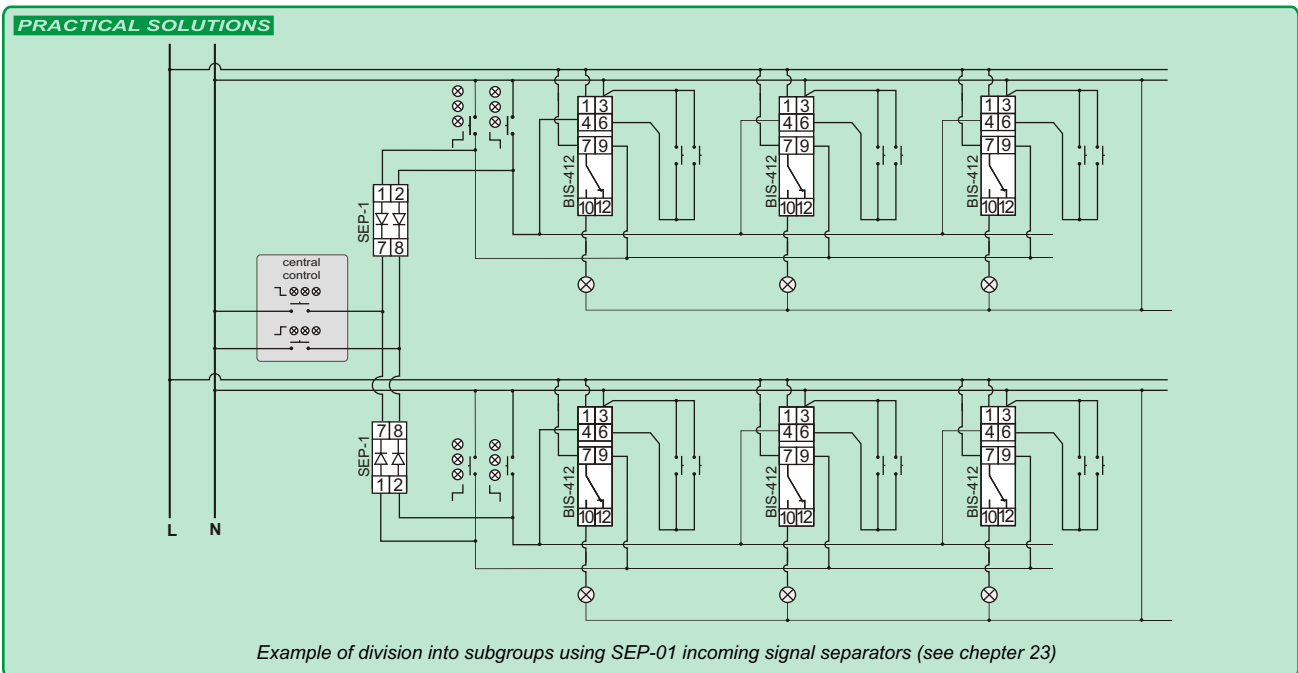 PRACTICAL SOLUTIONS
1 3
4 6
7 9
10 12
BIS-412
1 3
4 6
7 9
10 12
BIS-412
1 3
4 6
7 9
10 12
BIS-412
1 2
SEP-1
7 8
central
control
7 8
SEP-1
1 2
1 3
4 6
7 9
10 12
BIS-412
1 3
4 6
7 9
10 12
BIS-412
1 3
4 6
7 9
10 12
BIS-412
L N
Example of division into subgroups using SEP-01 incoming signal separators (see chepter 23)